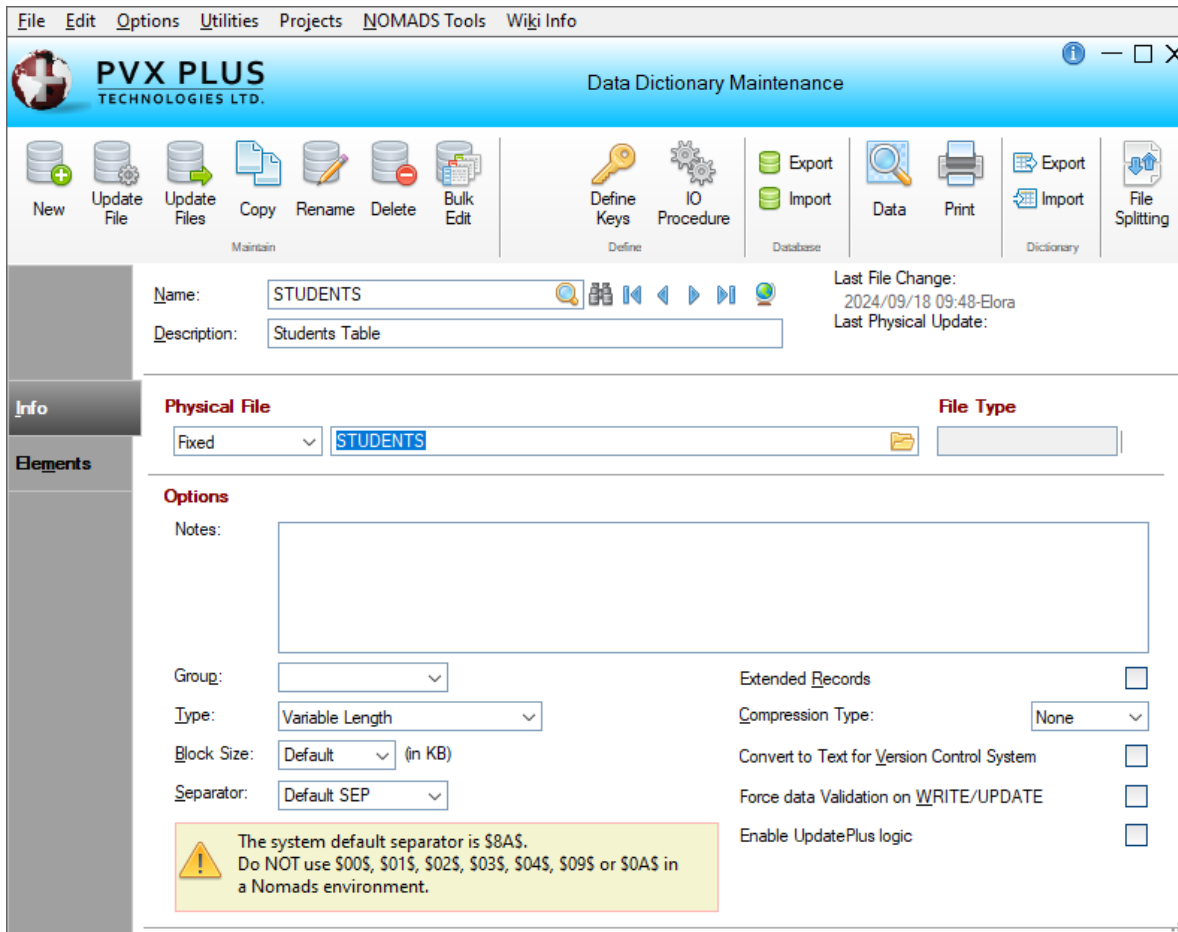 File Edit Options Utilities Projects NOMADS Tools Wiki Info
PVX PLUS
TECHNOLOGIES LTD.
Data Dictionary Maintenance
New
Update
File
Update
Files
Copy
Rename
Delete
Bulk
Edit
Maintain
Define
Keys
IO
Procedure
Define
Export
Import
Database
Data
Print
Export
Import
Dictionary
File
Splitting
Name: STUDENTS
Description: Students Table
Last File Change:
2024/09/18 09:48-Elora
Last Physical Update:
Info
Elements
Physical File
File Type
Fixed STUDENTS
Options
Notes:
Group:
Type: Variable Length
Block Size: Default (in KB)
Separator: Default SEP
Extended Records
Compression Type: None
Convert to Text for Version Control System
Force data Validation on WRITE/UPDATE
Enable UpdatePlus logic
The system default separator is $8A$.
Do NOT use $00$, $01$, $02$, $03$, $04$, $09$ or $0A$ in
a Nomads environment.